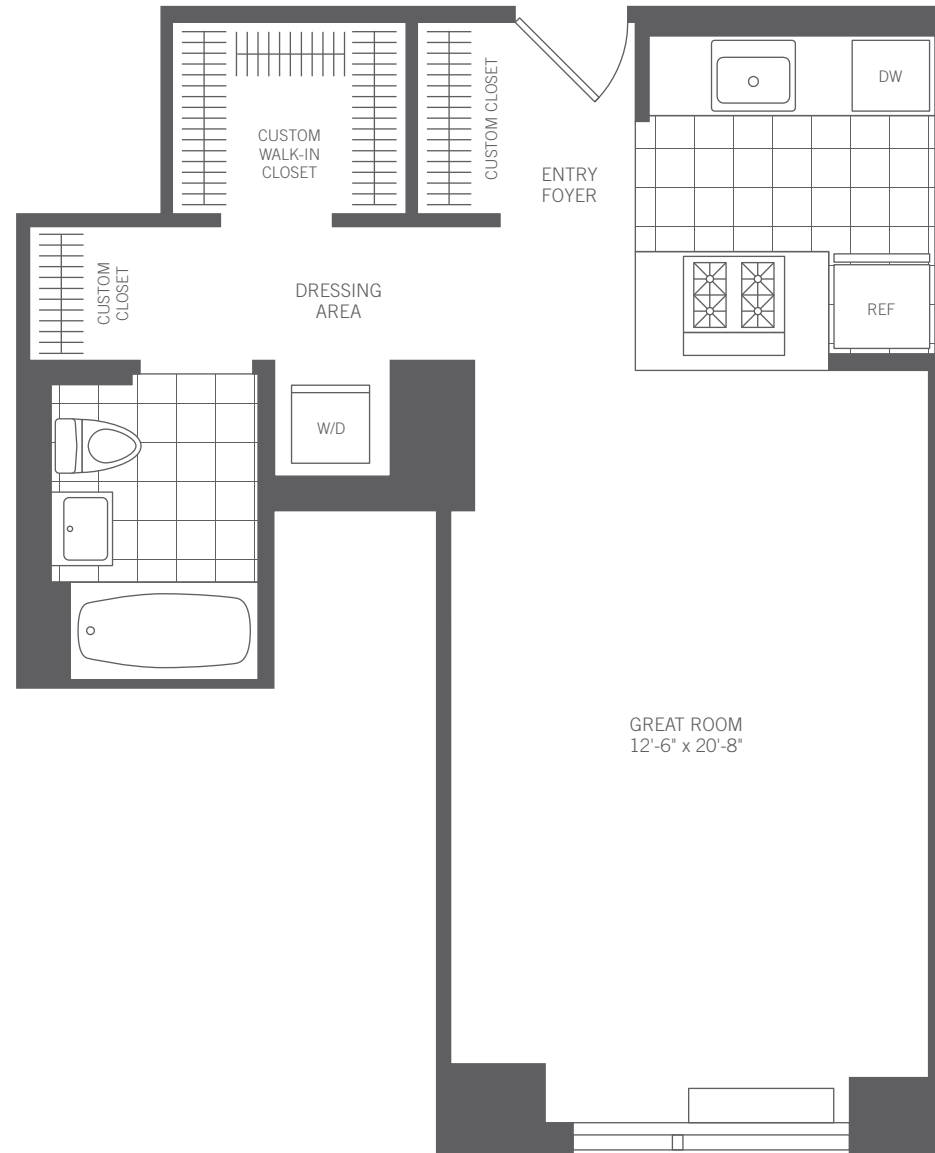 DW
CUSTOM
WALK-IN
CLOSET
CUSTOM CLOSET
ENTRY
FOYER
CUSTOM
CLOSET
DRESSING
AREA
REF
W/D
GREAT ROOM
12'-6" x 20'-8"